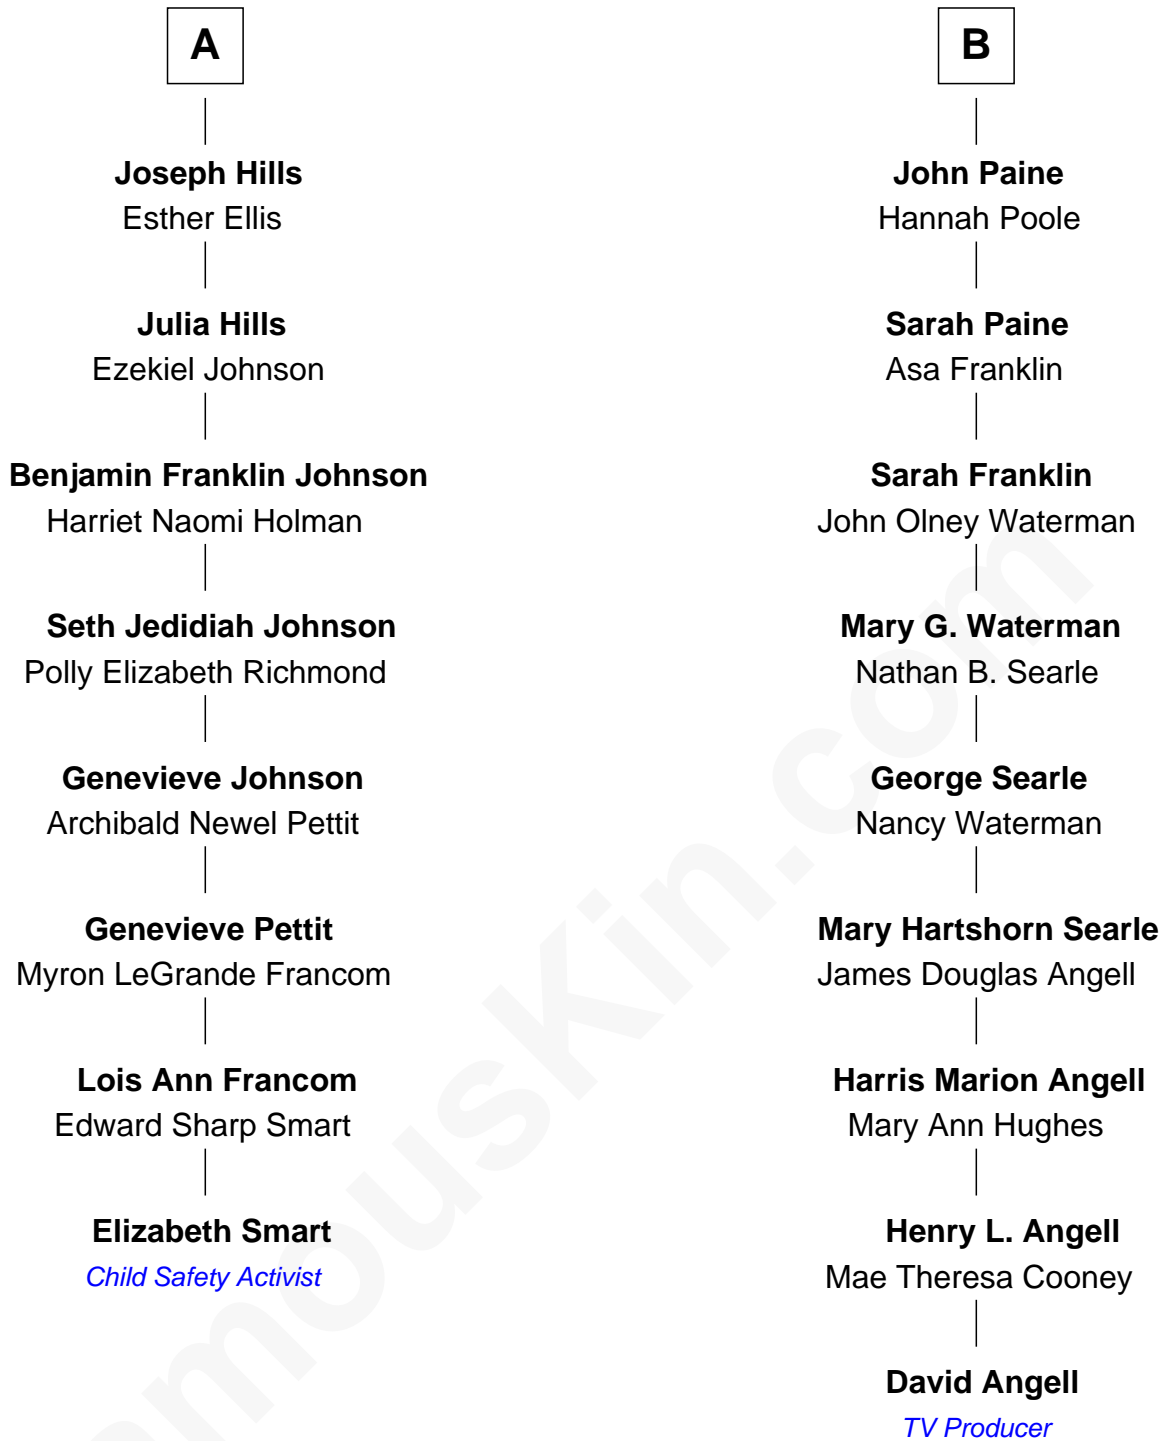 A
Joseph Hills
Esther Ellis
Julia Hills
Ezekiel Johnson
Benjamin Franklin Johnson
Harriet Naomi Holman
Seth Jedidiah Johnson
Polly Elizabeth Richmond
Genevieve Johnson
Archibald Newel Pettit
Genevieve Pettit
Myron LeGrande Francom
Lois Ann Francom
Edward Sharp Smart
Elizabeth Smart
Child Safety Activist
B
John Paine
Hannah Poole
Sarah Paine
Asa Franklin
Sarah Franklin
John Olney Waterman
Mary G. Waterman
Nathan B. Searle
George Searle
Nancy Waterman
Mary Hartshorn Searle
James Douglas Angell
Harris Marion Angell
Mary Ann Hughes
Henry L. Angell
Mae Theresa Cooney
David Angell
TV Producer